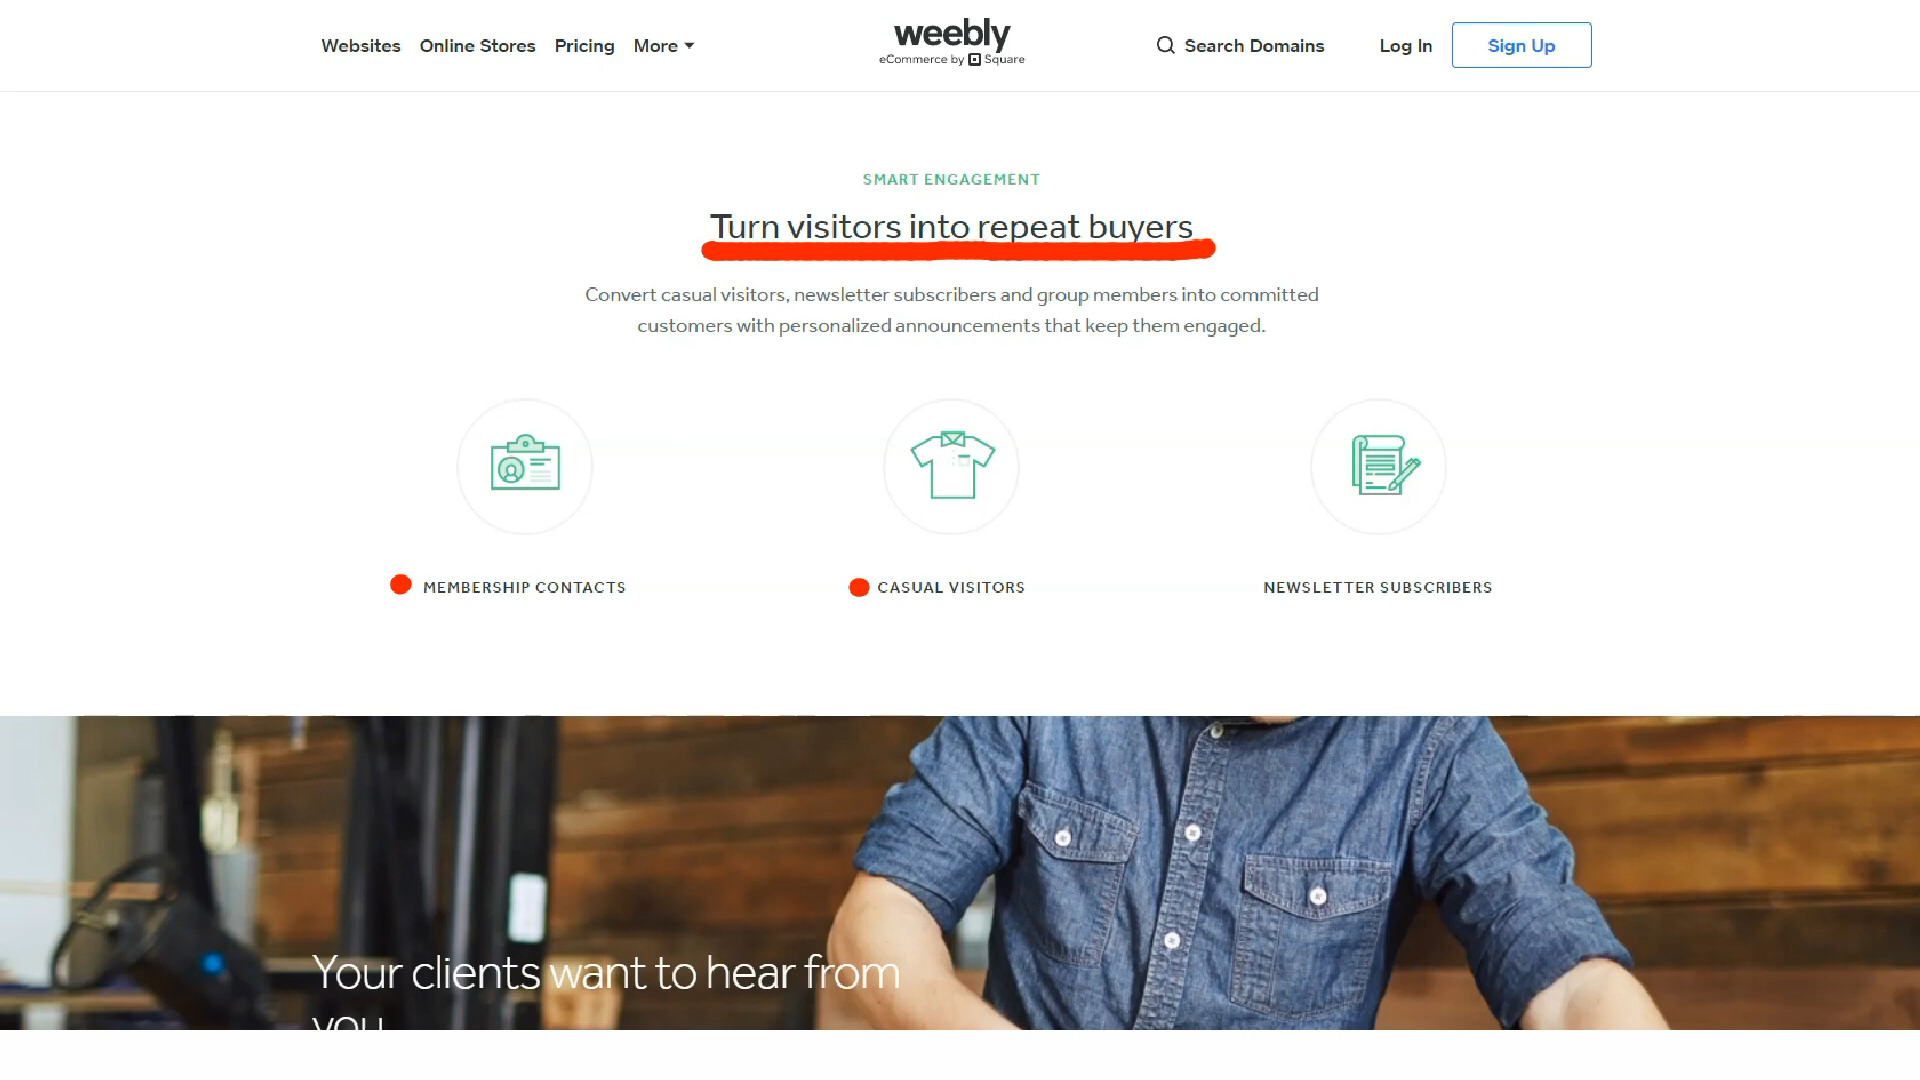 Websites Online Stores Pricing More
weebly
eCommerce by Square
Search Domains Log In Sign Up
SMART ENGAGEMENT
Turn visitors into repeat buyers
Convert casual visitors, newsletter subscribers and group members into committed
customers with personalized announcements that keep them engaged.
MEMBERSHIP CONTACTS
CASUAL VISITORS
NEWSLETTER SUBSCRIBERS
Your clients want to hear from
you